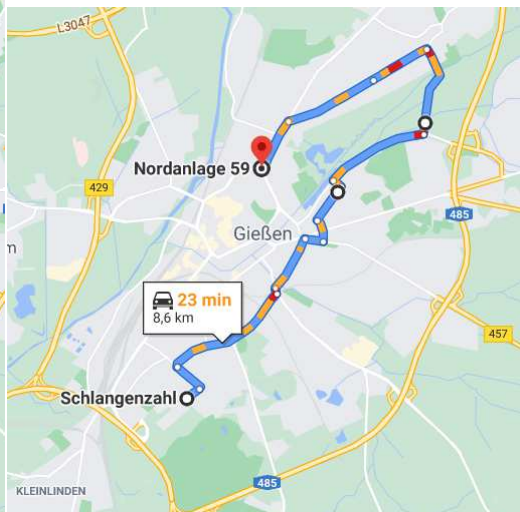 L3047
Nordanlage 59
429
Gießen
485
m
23 min
8,6 km
457
Schlangenzahl
485
KLEINLINDEN